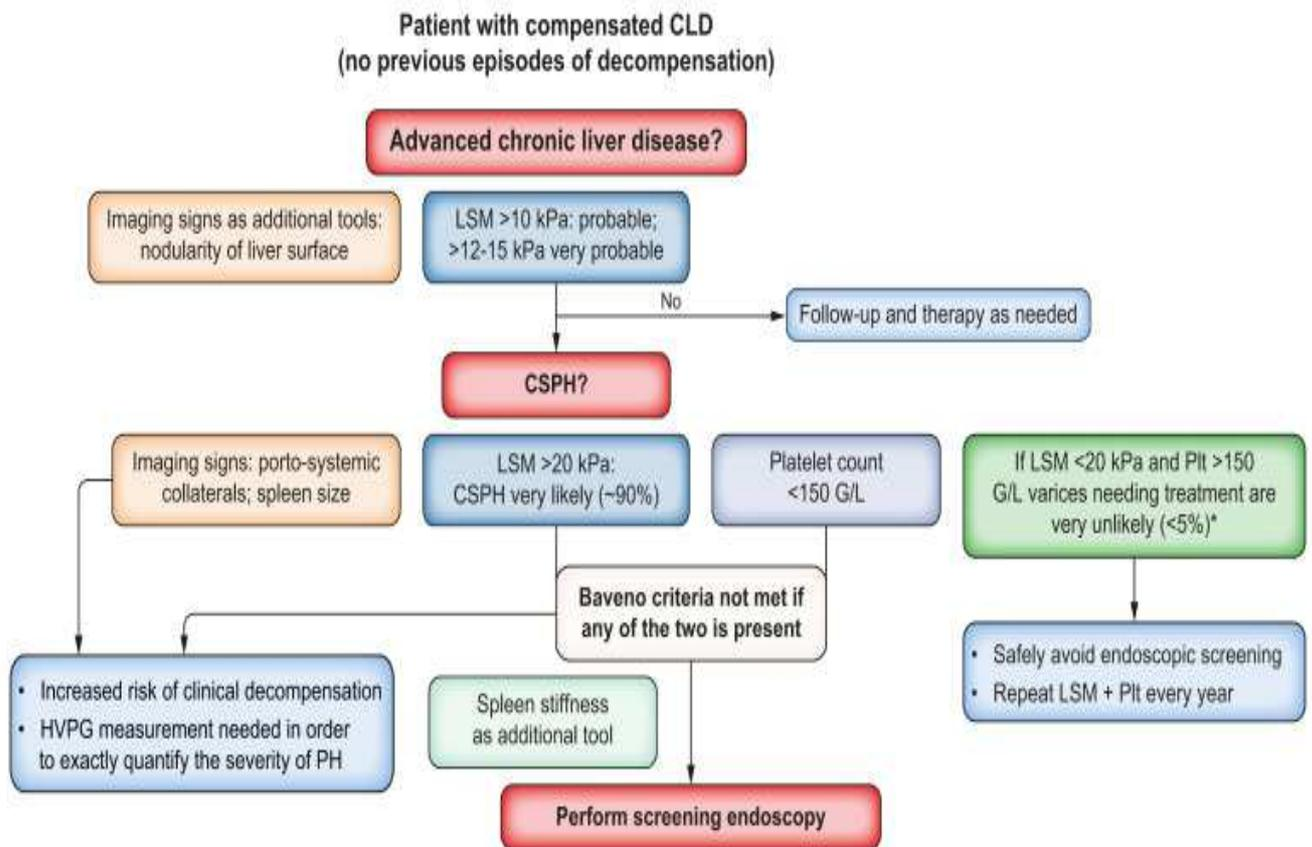 Patient with compensated CLD
(no previous episodes of decompensation)
Advanced chronic liver disease?
Imaging signs as additional tools:
nodularity of liver surface
LSM >10 kPa: probable;
>12-15 kPa very probable
No
Follow-up and therapy as needed
CSPH?
Imaging signs: porto-systemic
collaterals; spleen size
LSM >20 kPa:
CSPH very likely (~90%)
Platelet count
<150 G/L
If LSM <20 kPa and Plt >150
G/L varices needing treatment are
very unlikely (<5%)*
Baveno criteria not met if
any of the two is present
• Increased risk of clinical decompensation
• HVPG measurement needed in order
to exactly quantify the severity of PH
Spleen stiffness
as additional tool
• Safely avoid endoscopic screening
• Repeat LSM + Plt every year
Perform screening endoscopy